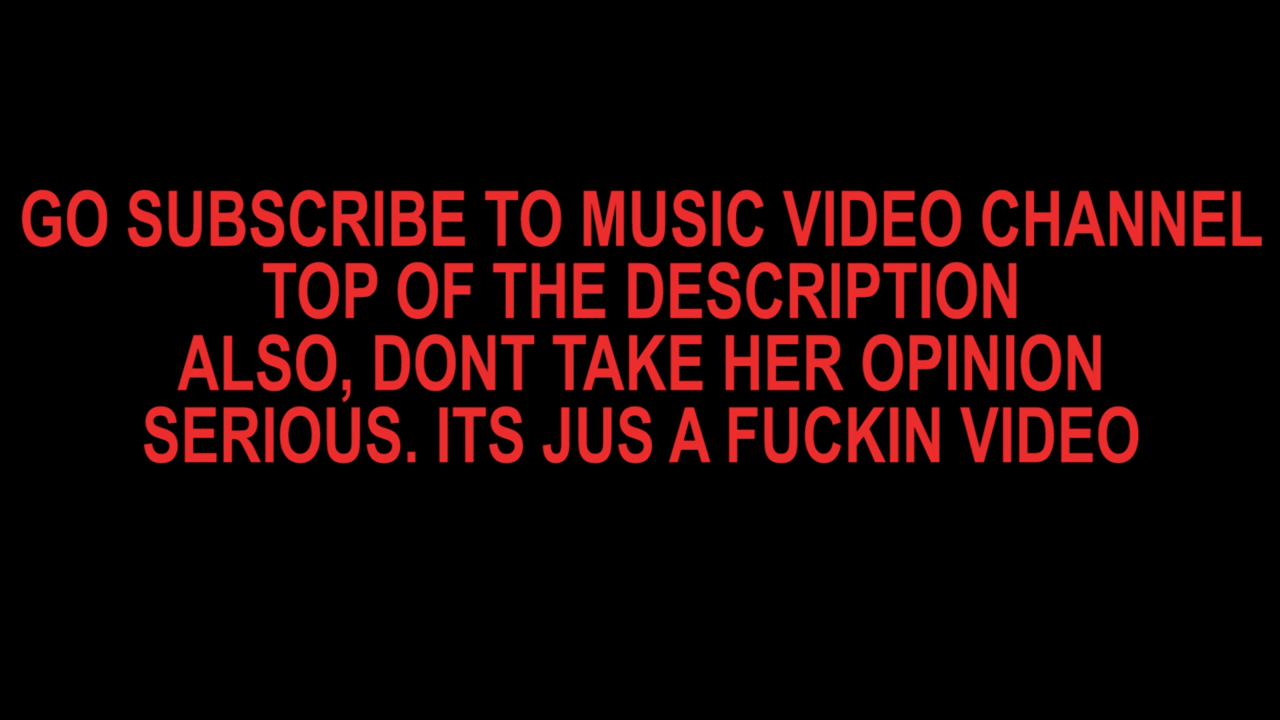 GO SUBSCRIBE TO MUSIC VIDEO CHANNEL
TOP OF THE DESCRIPTION
ALSO, DONT TAKE HER OPINION
SERIOUS. ITS JUS A FUCKIN VIDEO